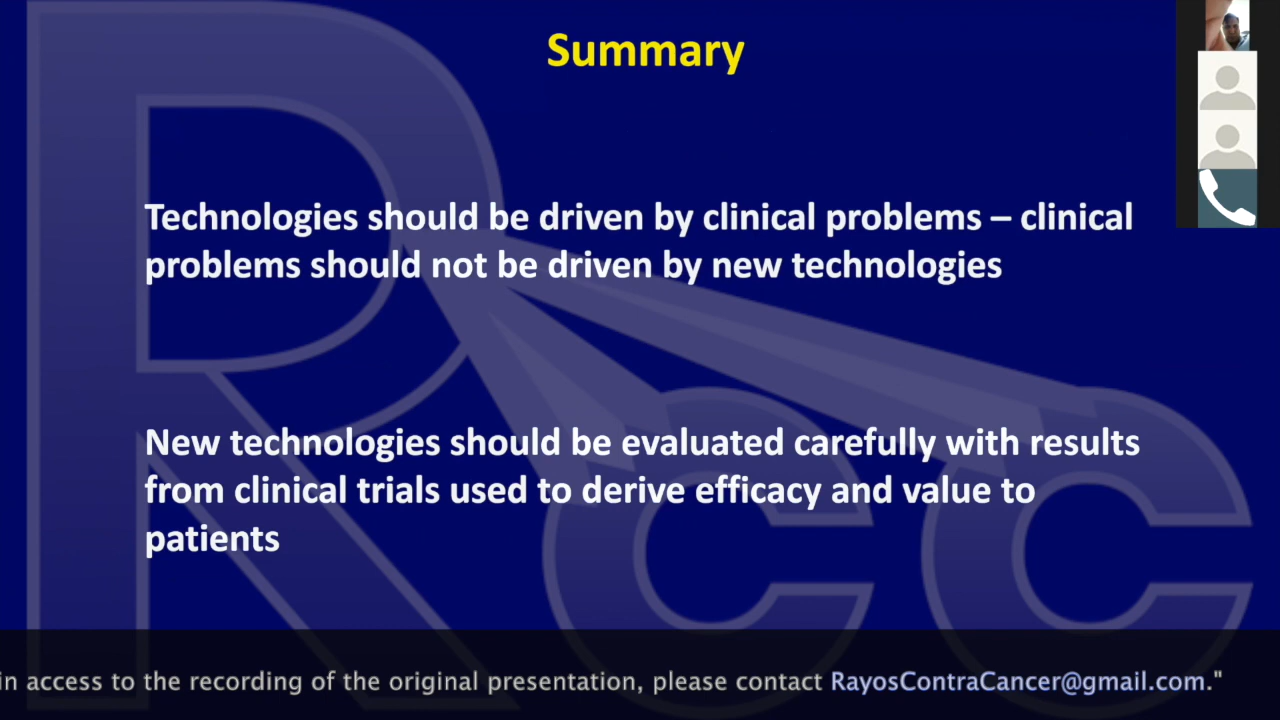 Summary
Technologies should be driven by clinical problems – clinical
problems should not be driven by new technologies
New technologies should be evaluated carefully with results
from clinical trials used to derive efficacy and value to
patients
in access to the recording of the original presentation, please contact RayosContraCancer@gmail.com."
Rcc